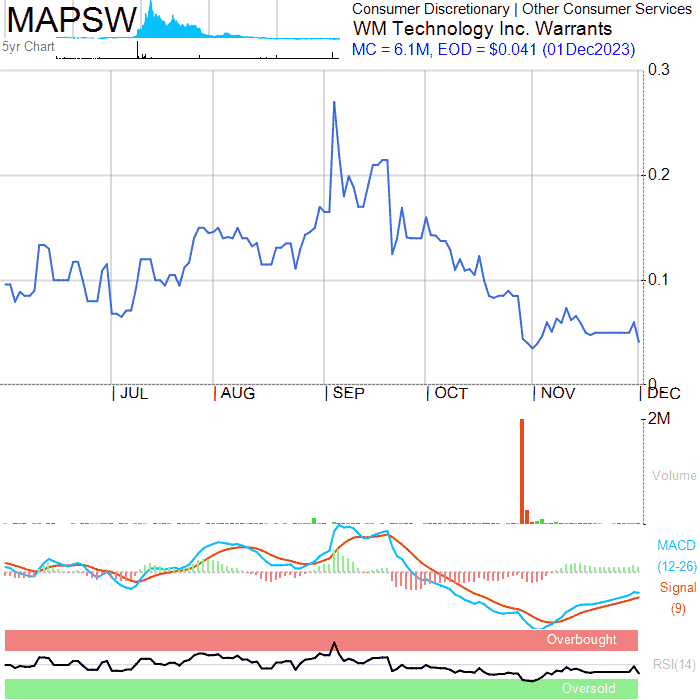 MAPSW
5yr Chart
Consumer Discretionary | Other Consumer Services
WM Technology Inc. Warrants
MC = 6.1M, EOD = $0.041 (01Dec2023)
0.3
0.2
0.1
0
JUL
AUG
SEP
OCT
NOV
DEC
2M
Volume
MACD
(12-26)
Signal
(9)
Overbought
RSI(14)
Oversold